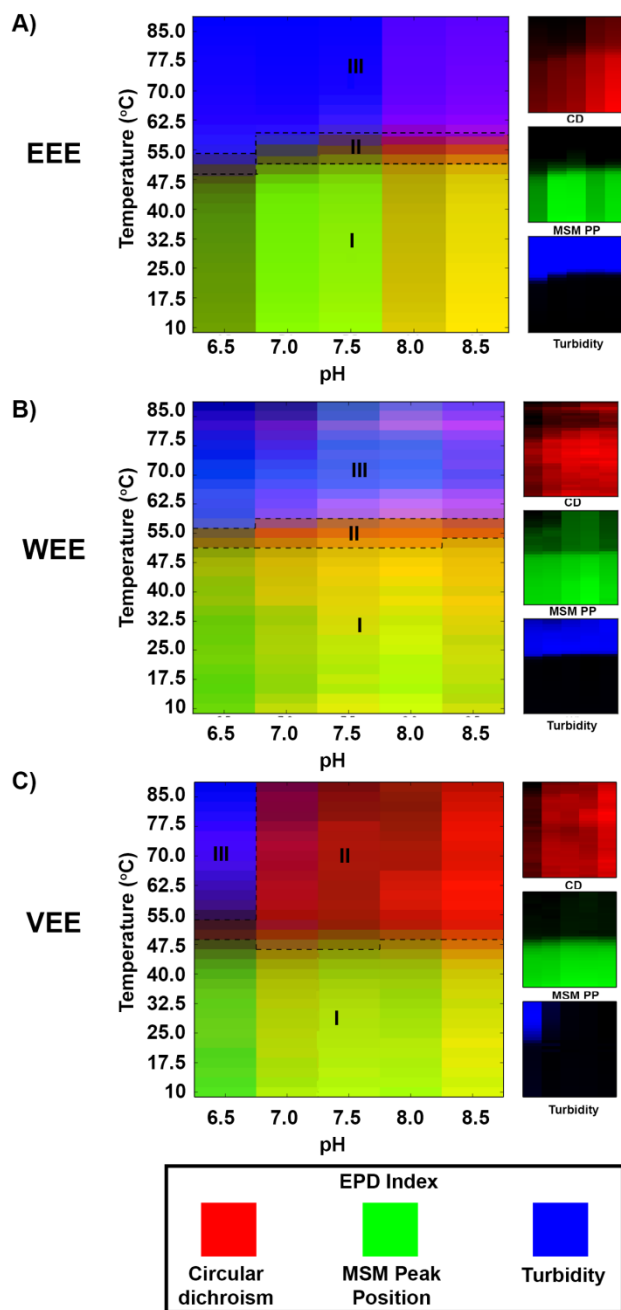 A)
EEE
Temperature (°C)
85.0
77.5
70.0
62.5
55.0
47.5
40.0
32.5
25.0
17.5
10
III
II
I
6.5 7.0 7.5 8.0 8.5
pH
CD
MSM PP
Turbidity
B)
WEE
Temperature (°C)
85.0
77.5
70.0
62.5
55.0
47.5
40.0
32.5
25.0
17.5
10
III
II
I
6.5 7.0 7.5 8.0 8.5
pH
CD
MSM PP
Turbidity
C)
VEE
Temperature (°C)
85.0
77.5
70.0
62.5
55.0
47.5
40.0
32.5
25.0
17.5
10
III
II
I
6.5 7.0 7.5 8.0 8.5
pH
CD
MSM PP
Turbidity
EPD Index
Circular
dichroism
MSM Peak
Position
Turbidity